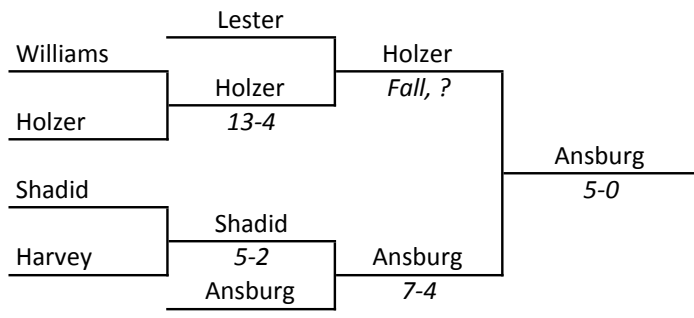 Lester
Williams
Holzer
Holzer
Fall, ?
Holzer
13-4
Ansburg
5-0
Shadid
Shadid
5-2
Harvey
Ansburg
7-4
Ansburg